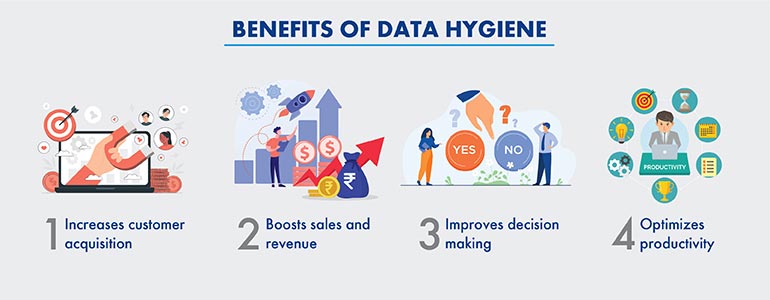 BENEFITS OF DATA HYGIENE
1 Increases customer
acquisition
2 Boosts sales and
revenue
$ $
₹ ₹
3 Improves decision
making
? ? ?
YES NO
4 Optimizes
productivity
PRODUCTIVITY